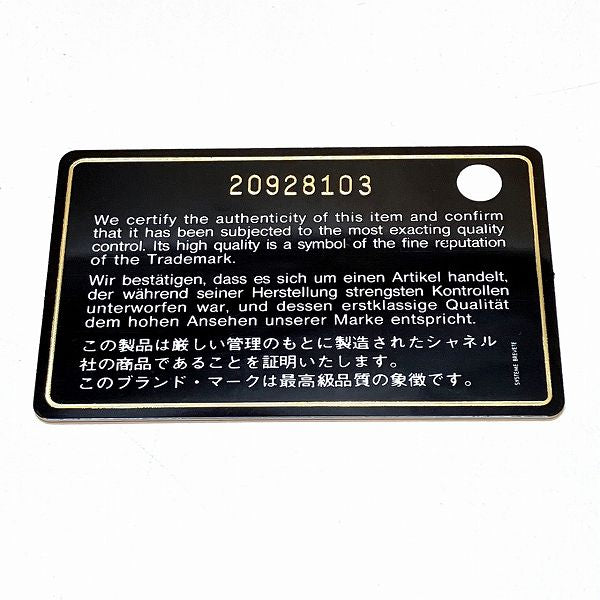 20928103
We certify the authenticity of this item and confirm
that it has been subjected to the most exacting quality
control. Its high quality is a symbol of the fine reputation
of the Trademark.
Wir bestätigen, dass es sich um einen Artikel handelt,
der während seiner Herstellung strengsten Kontrollen
unterworfen war, und dessen erstklassige Qualität
dem hohen Ansehen unserer Marke entspricht.
この製品は厳しい管理のもとに製造されたシャネル
社の商品であることを証明いたします。
このブランド・マークは最高級品質の象徴です。
SYSTEME BREVETE